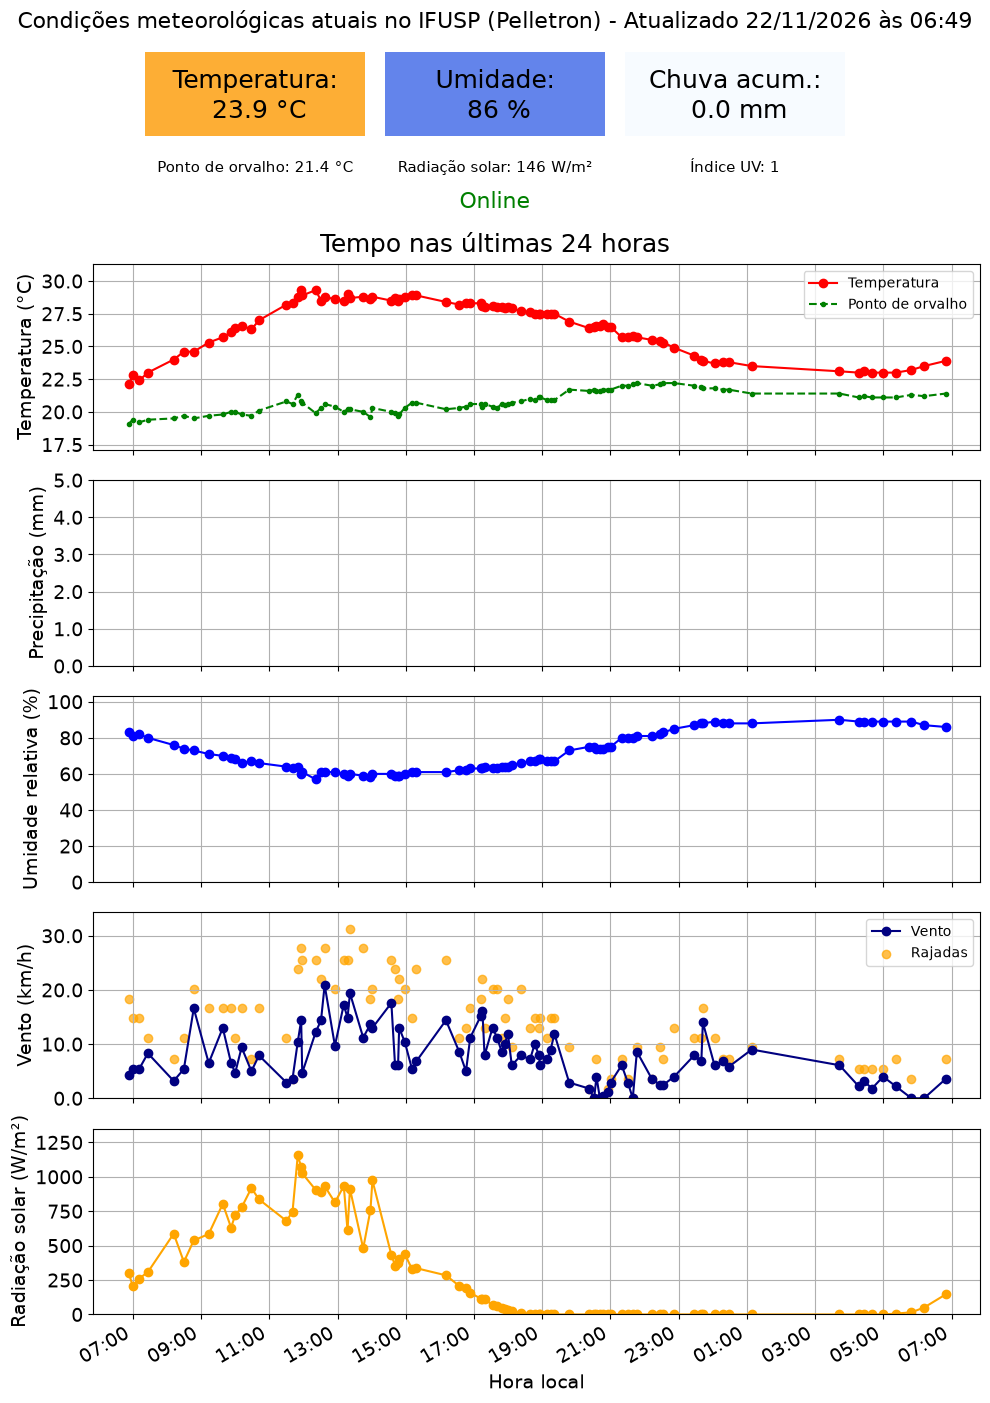 Condições meteorológicas atuais no IFUSP (Pelletron) - Atualizado 22/11/2026 às 06:49
Temperatura:
23.9 °C
Umidade:
86 %
Chuva acum.:
0.0 mm
Ponto de orvalho: 21.4 °C
Radiação solar: 146 W/m²
Índice UV: 1
Online
Tempo nas últimas 24 horas
Temperatura (°C)
30.0
27.5
25.0
22.5
20.0
17.5
Temperatura
Ponto de orvalho
Precipitação (mm)
5.0
4.0
3.0
2.0
1.0
0.0
Umidade relativa (%)
100
80
60
40
20
0
Vento (km/h)
30.0
20.0
10.0
0.0
Vento
Rajadas
Radiação solar (W/m²)
1250
1000
750
500
250
0
07:00
09:00
11:00
13:00
15:00
17:00
19:00
21:00
23:00
01:00
03:00
05:00
07:00
Hora local